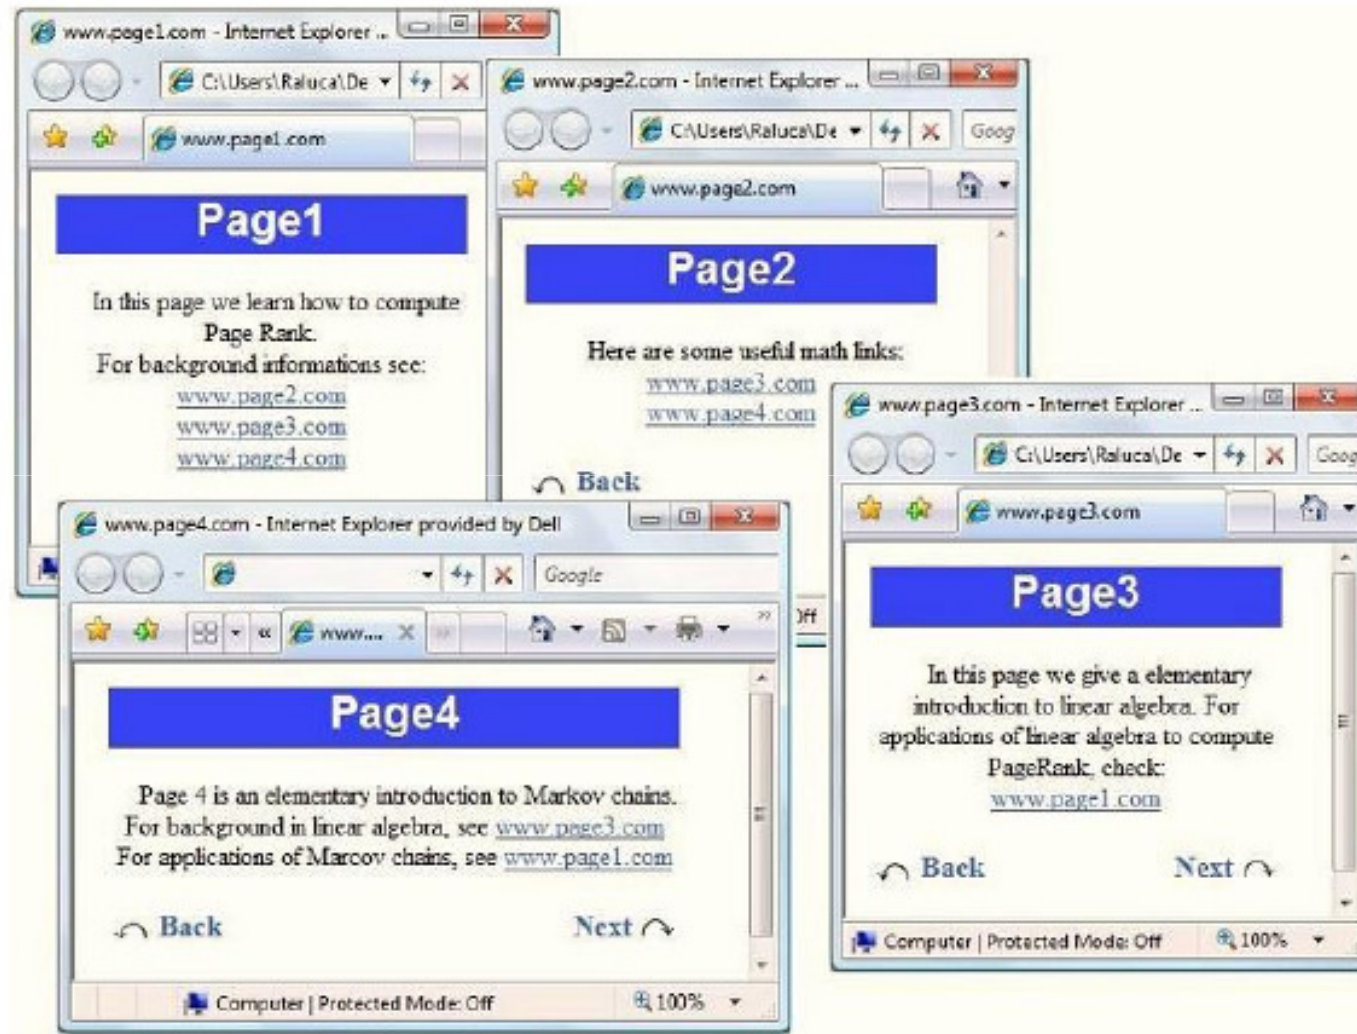 www.page1.com - Internet Explorer ...
C:\Users\Raluca\De
www.page1.com
Page1
In this page we learn how to compute
Page Rank.
For background informations see:
www.page2.com
www.page3.com
www.page4.com
www.page2.com - Internet Explorer ...
C:\Users\Raluca\De
Goog
www.page2.com
Page2
Here are some useful math links:
www.page3.com
www.page4.com
Back
Off
www.page3.com - Internet Explorer ...
C:\Users\Raluca\De
Goog
www.page3.com
Page3
In this page we give a elementary
introduction to linear algebra. For
applications of linear algebra to compute
PageRank, check:
www.page1.com
Back Next
Computer | Protected Mode: Off 100%
www.page4.com - Internet Explorer provided by Dell
Google
www....
Page4
Page 4 is an elementary introduction to Markov chains.
For background in linear algebra, see www.page3.com
For applications of Marcov chains, see www.page1.com
Back Next
Computer | Protected Mode: Off 100%